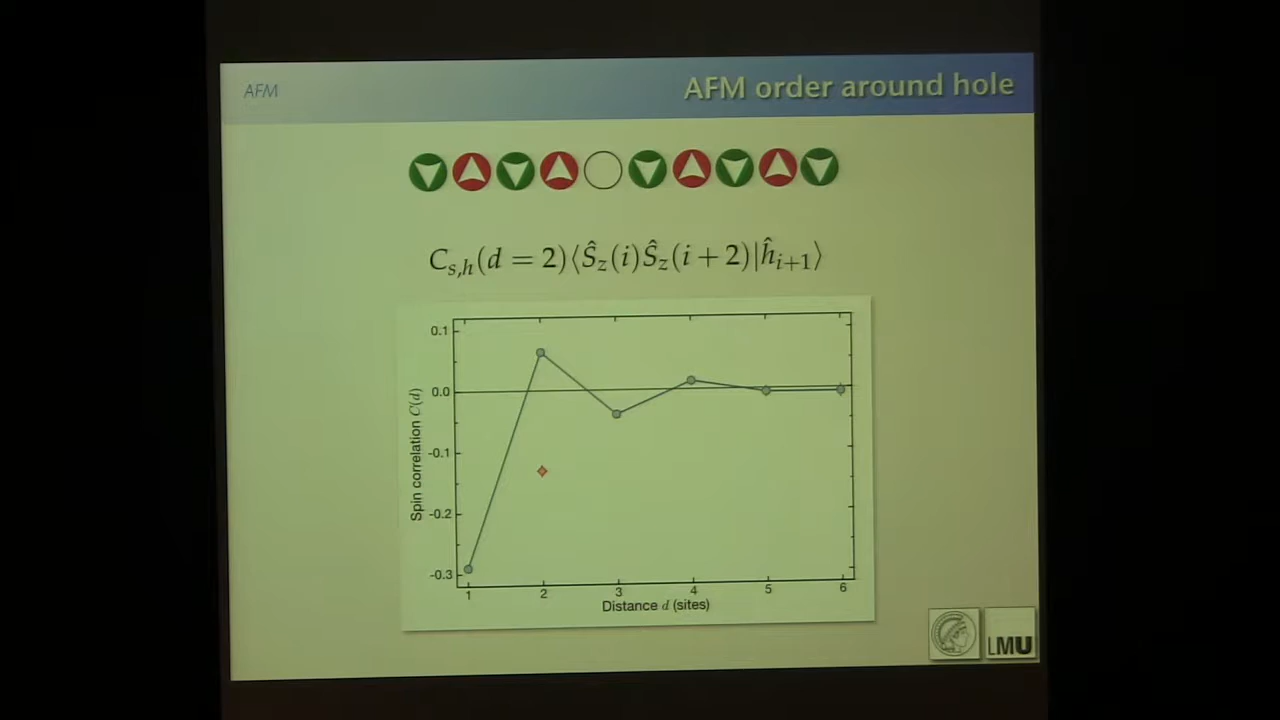 AFM
AFM order around hole
C_{s,h}(d = 2)⟨Ŝ_z(i)Ŝ_z(i + 2)|ĥ_{i+1}⟩
0.1
0.0
-0.1
-0.2
-0.3
Spin correlation C(d)
1 2 3 4 5 6
Distance d (sites)
LMU